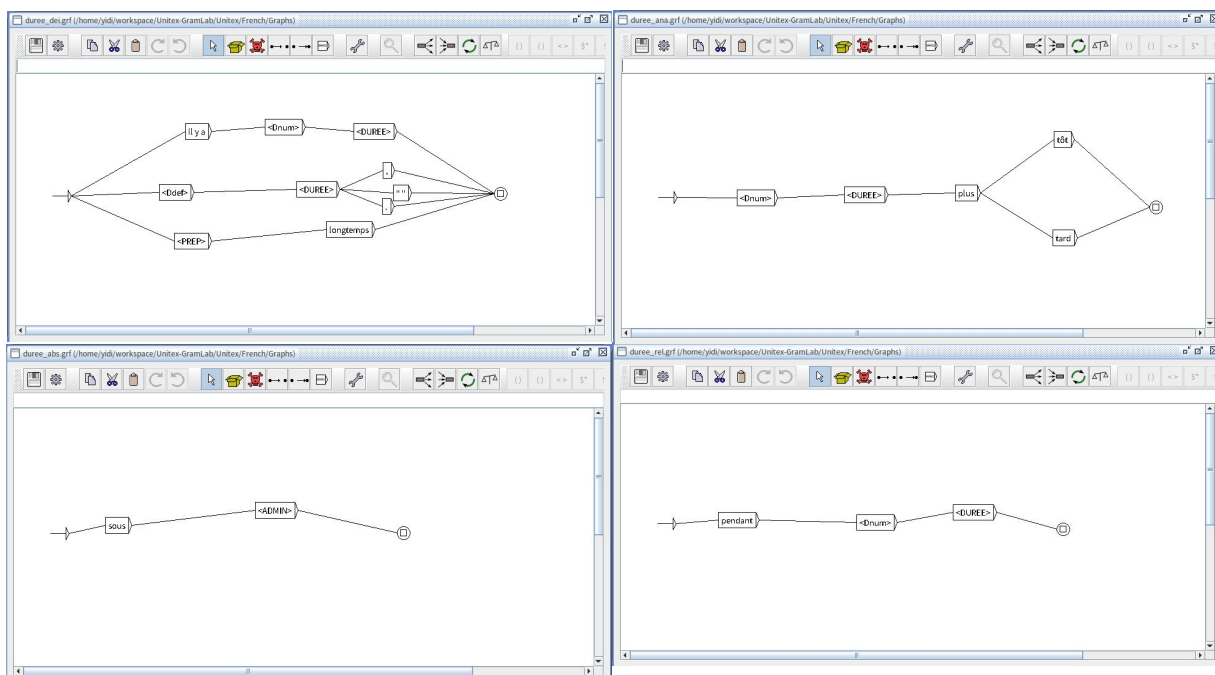 duree_dei.grf (/home/yidi/workspace/Unitex-GramLab/Unitex/French/Graphs)
il y a <Dnum> <DUREE>
<Ddef> <DUREE> , " " .
<PREP> longtemps
duree_ana.grf (/home/yidi/workspace/Unitex-GramLab/Unitex/French/Graphs)
tôt
<Dnum> <DUREE> plus
tard
duree_abs.grf (/home/yidi/workspace/Unitex-GramLab/Unitex/French/Graphs)
sous <ADMIN>
duree_rel.grf (/home/yidi/workspace/Unitex-GramLab/Unitex/French/Graphs)
pendant <Dnum> <DUREE>